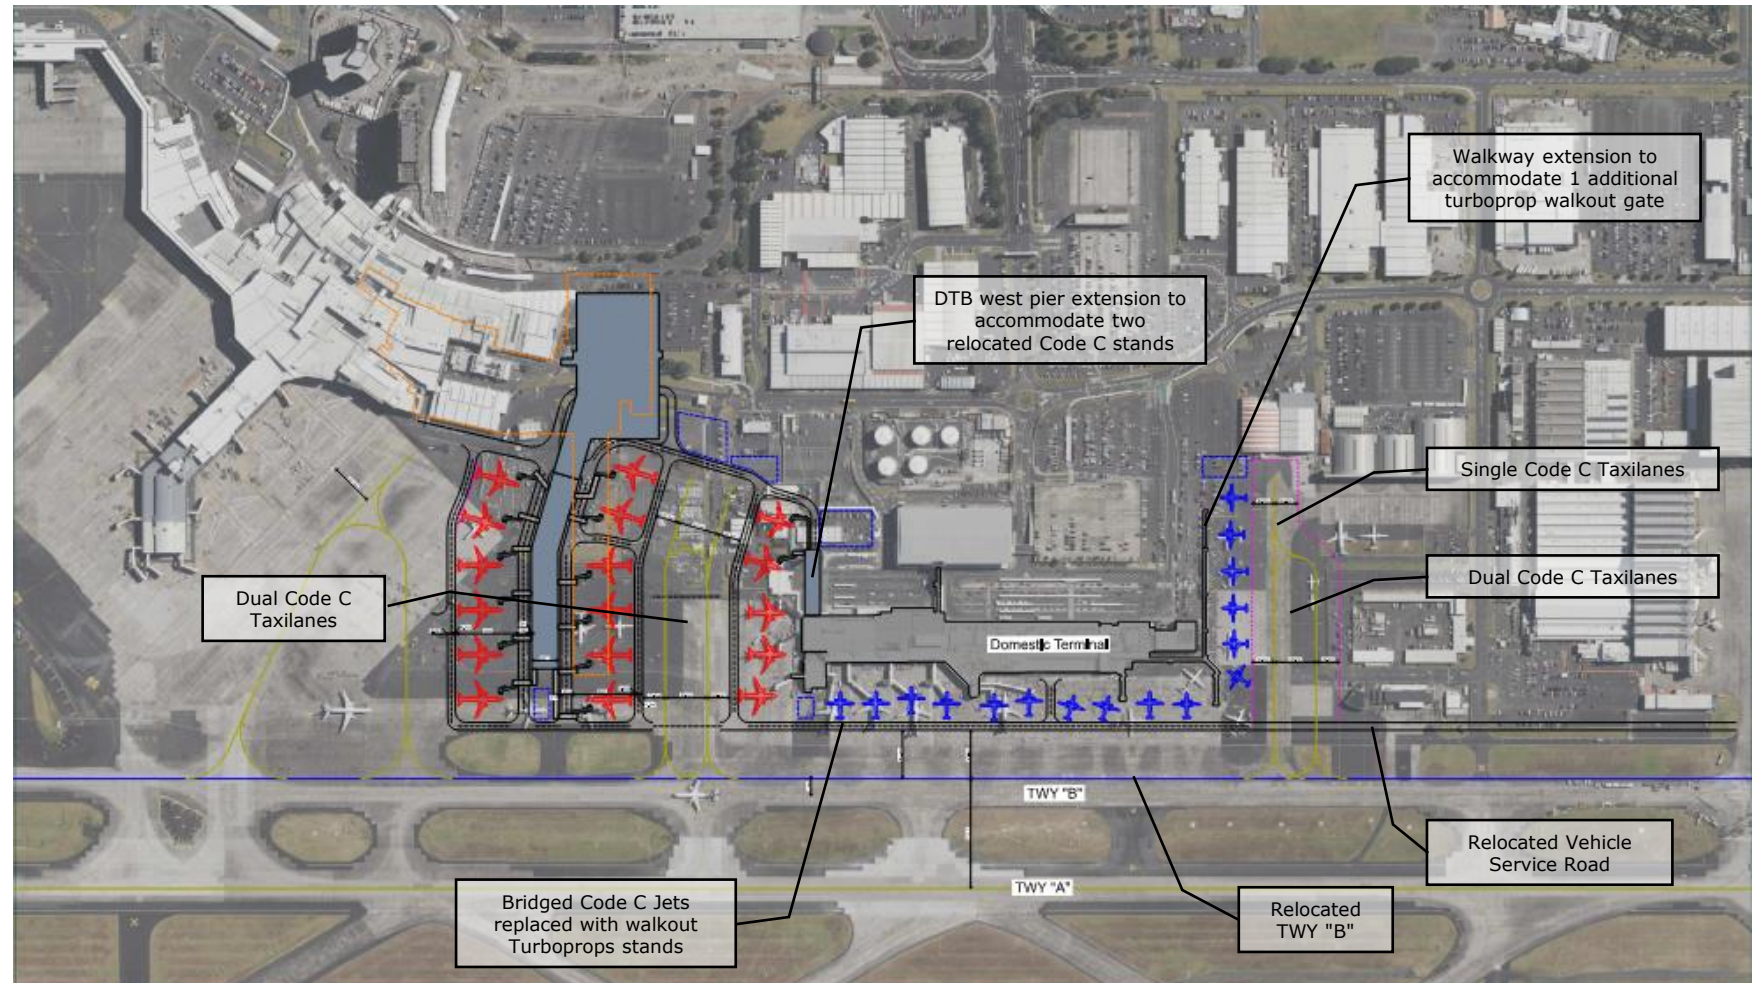 Walkway extension to
accommodate 1 additional
turboprop walkout gate
DTB west pier extension to
accommodate two
relocated Code C stands
Single Code C Taxilanes
Dual Code C Taxilanes
Dual Code C
Taxilanes
Domestic Terminal
TWY "B"
Relocated Vehicle
Service Road
TWY "A"
Bridged Code C Jets
replaced with walkout
Turboprops stands
Relocated
TWY "B"